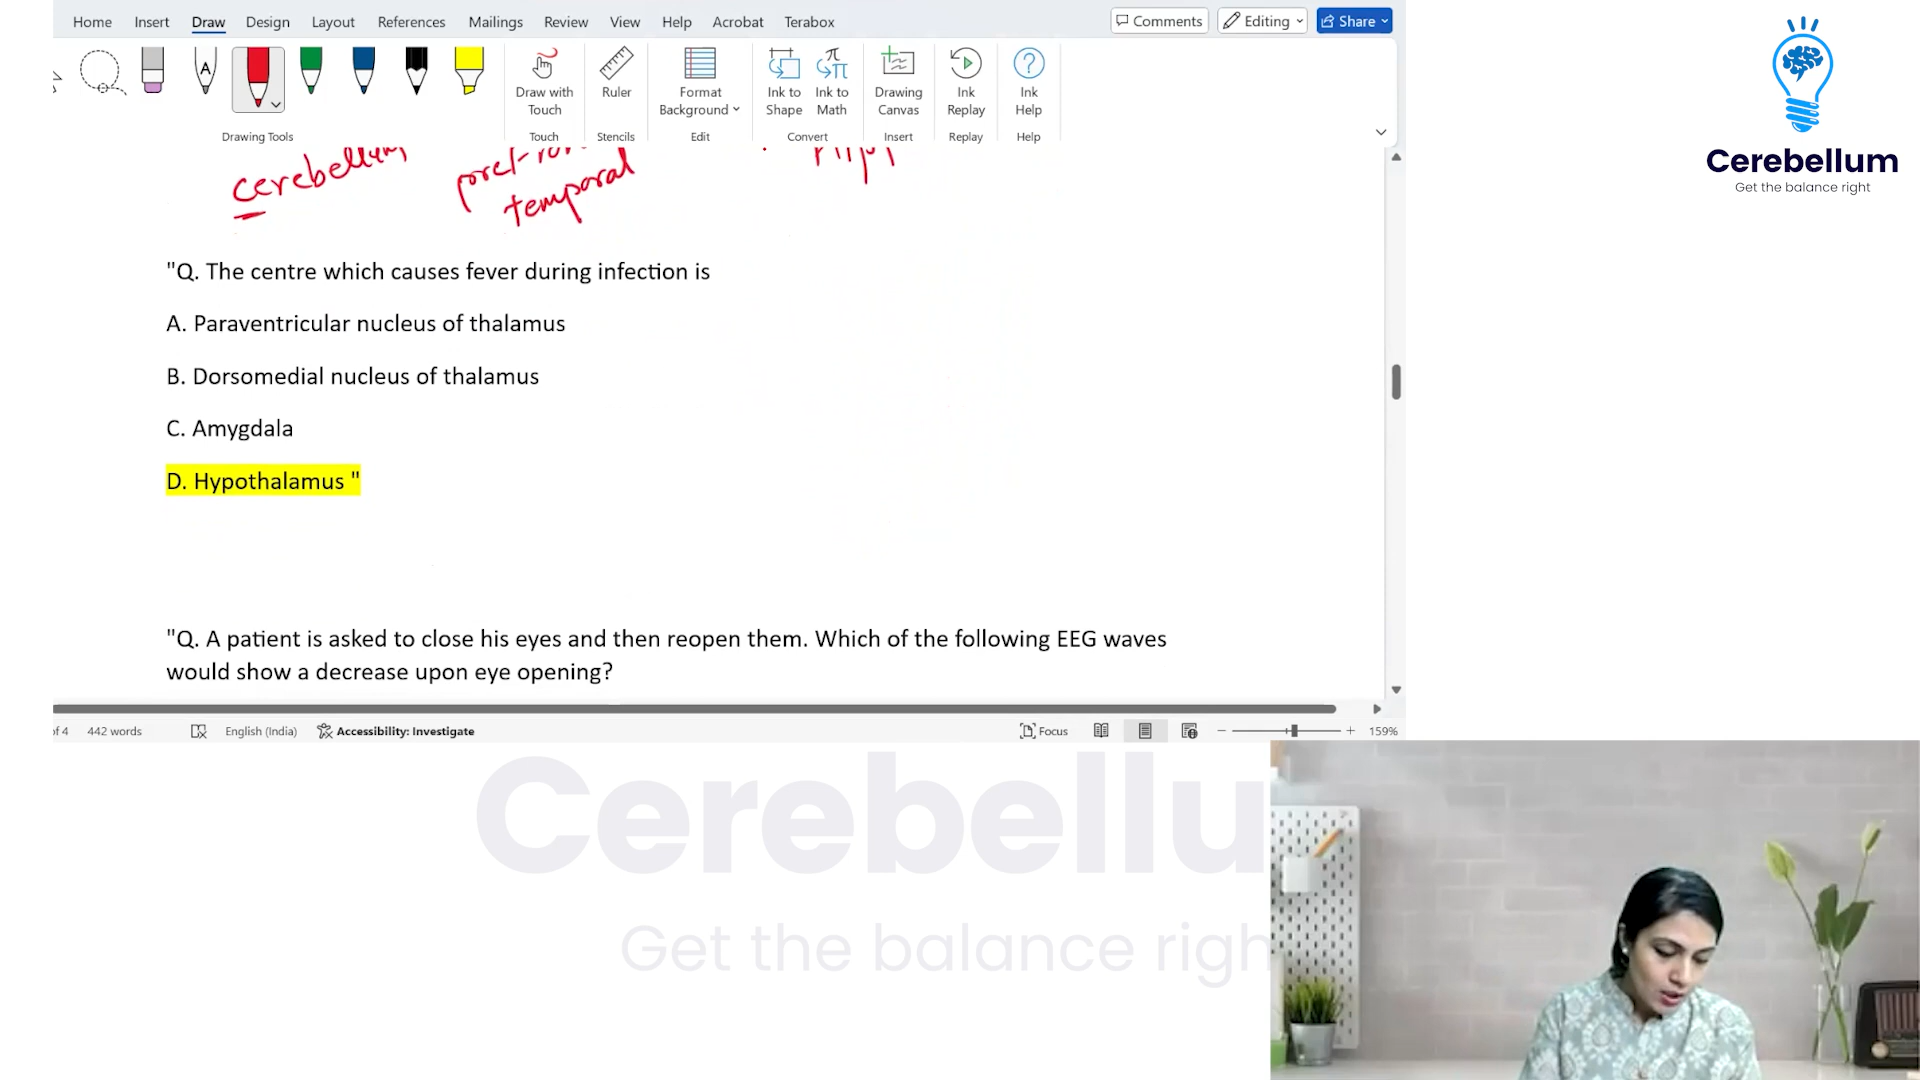 Home Insert Draw Design Layout References Mailings Review View Help Acrobat Terabox
Comments Editing Share
A
Draw with Touch
Ruler
Format Background
Ink to Shape
Ink to Math
Drawing Canvas
Ink Replay
Ink Help
Drawing Tools Touch Stencils Edit Convert Insert Replay Help
Cerebellum
Get the balance right
cerebellum
temporal
"Q. The centre which causes fever during infection is
A. Paraventricular nucleus of thalamus
B. Dorsomedial nucleus of thalamus
C. Amygdala
D. Hypothalamus "
"Q. A patient is asked to close his eyes and then reopen them. Which of the following EEG waves
would show a decrease upon eye opening?
of 4 442 words English (India) Accessibility: Investigate Focus 159%
Cerebellu
Get the balance righ